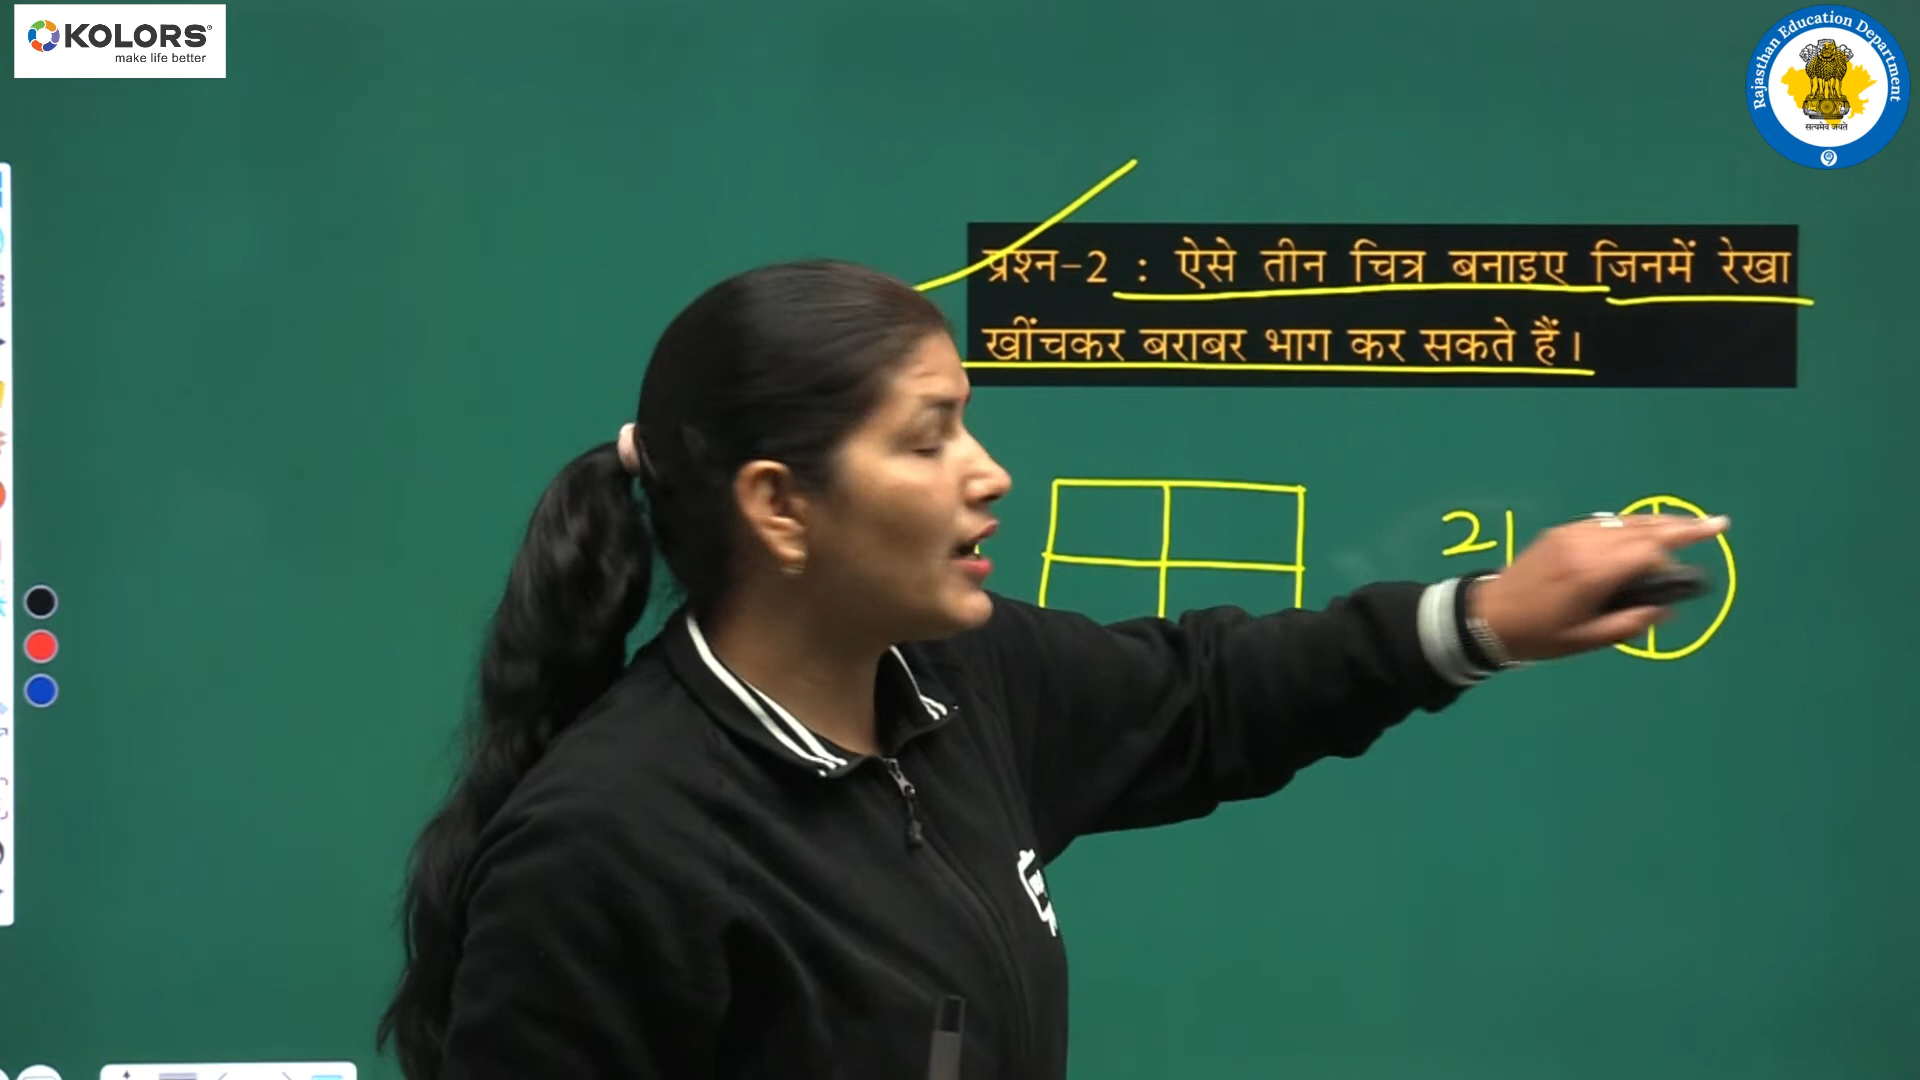 KOLORS
make life better
Rajasthan Education Department
सत्यमेव जयते
प्रश्न-2 : ऐसे तीन चित्र बनाइए जिनमें रेखा
खींचकर बराबर भाग कर सकते हैं।